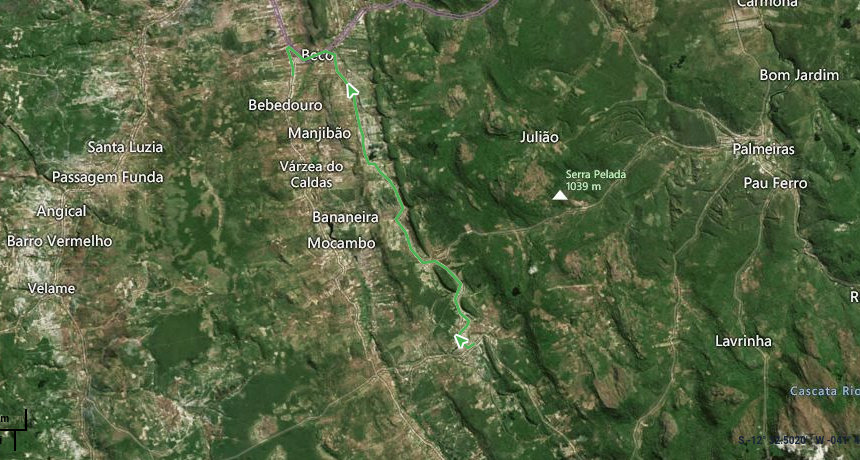 Carmona
Beco
Bom Jardim
Bebedouro
Manjibão
Julião
Santa Luzia
Palmeiras
Várzea do
Caldas
Passagem Funda
Serra Pelada
1039 m
Pau Ferro
Angical
Bananeira
Barro Vermelho
Mocambo
Velame
R
Lavrinha
Cascata Rio
m